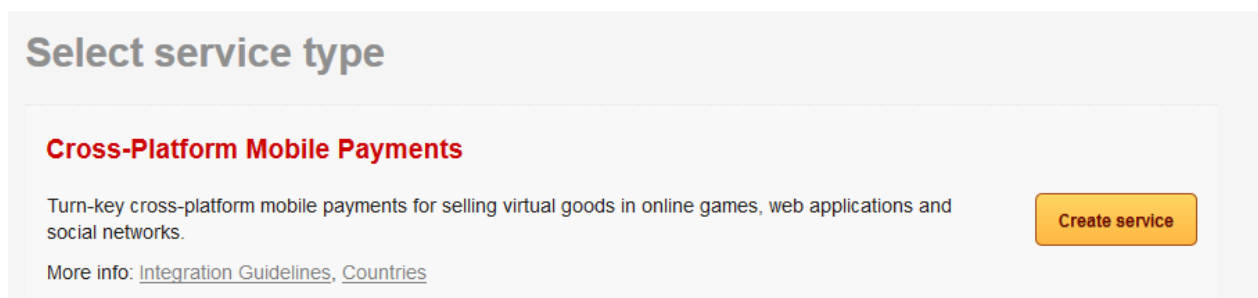 Select service type
Cross-Platform Mobile Payments
Turn-key cross-platform mobile payments for selling virtual goods in online games, web applications and
social networks.
Create service
More info: Integration Guidelines, Countries